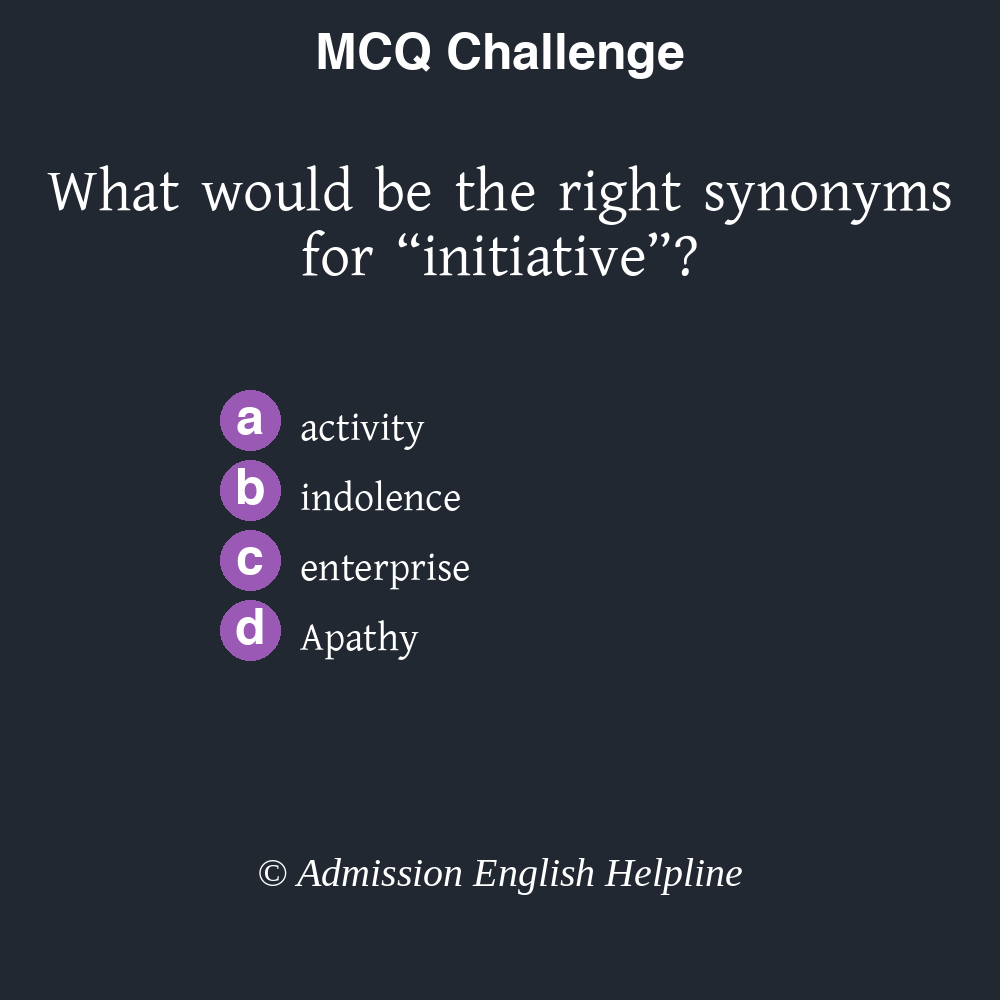 MCQ Challenge
What would be the right synonyms
for “initiative”?
a activity
b indolence
c enterprise
d Apathy
© Admission English Helpline